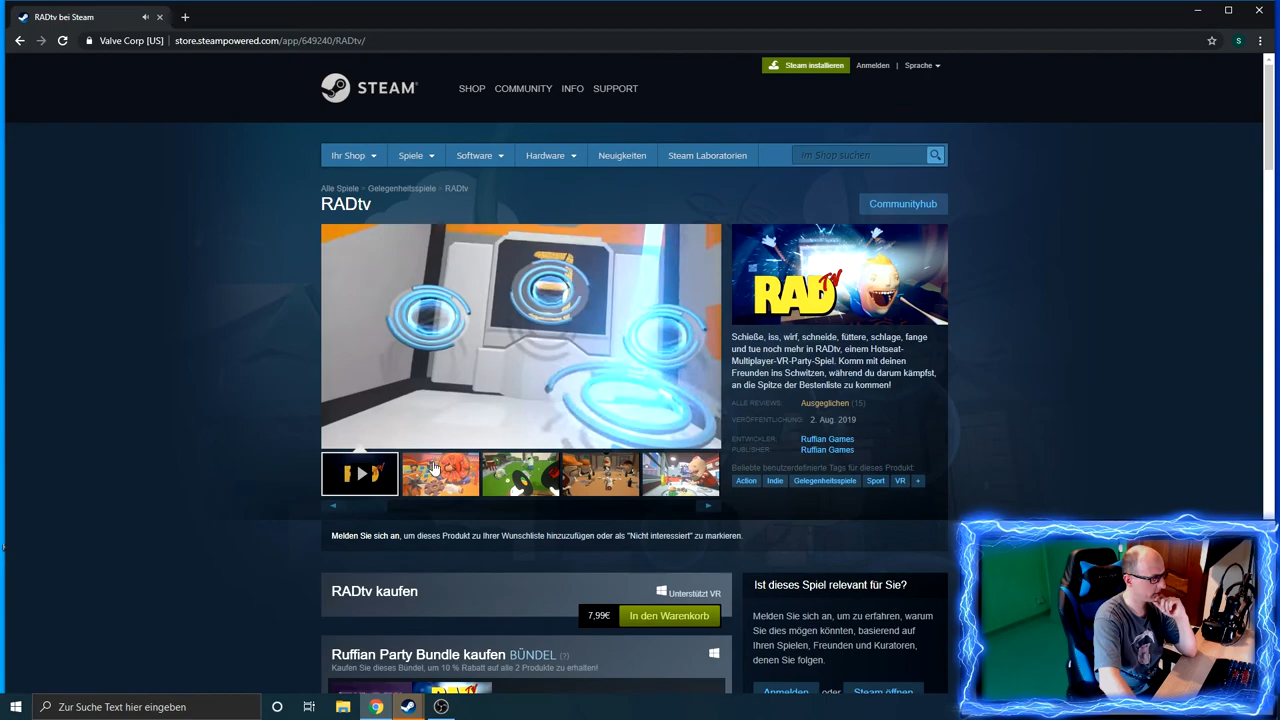 RADtv bei Steam
Valve Corp [US] | store.steampowered.com/app/649240/RADtv/
S
Steam installieren
Anmelden | Sprache
STEAM
SHOP COMMUNITY INFO SUPPORT
Ihr Shop Spiele Software Hardware Neuigkeiten Steam Laboratorien
Im Shop suchen
Alle Spiele > Gelegenheitsspiele > RADtv
RADtv
Communityhub
RAD TV
Schieße, iss, wirf, schneide, füttere, schlage, fange
und tue noch mehr in RADtv, einem Hotseat-
Multiplayer-VR-Party-Spiel. Komm mit deinen
Freunden ins Schwitzen, während du darum kämpfst,
an die Spitze der Bestenliste zu kommen!
ALLE REVIEWS: Ausgeglichen (15)
VERÖFFENTLICHUNG: 2. Aug. 2019
ENTWICKLER: Ruffian Games
PUBLISHER: Ruffian Games
Beliebte benutzerdefinierte Tags für dieses Produkt:
Action Indie Gelegenheitsspiele Sport VR +
Melden Sie sich an, um dieses Produkt zu Ihrer Wunschliste hinzuzufügen oder als "Nicht interessiert" zu markieren.
RADtv kaufen
Unterstützt VR
7,99€ In den Warenkorb
Ruffian Party Bundle kaufen BÜNDEL (?)
Kaufen Sie dieses Bündel, um 10 % Rabatt auf alle 2 Produkte zu erhalten!
Ist dieses Spiel relevant für Sie?
Melden Sie sich an, um zu erfahren, warum
Sie dies mögen könnten, basierend auf
Ihren Spielen, Freunden und Kuratoren,
denen Sie folgen.
Anmelden oder Steam öffnen
Zur Suche Text hier eingeben